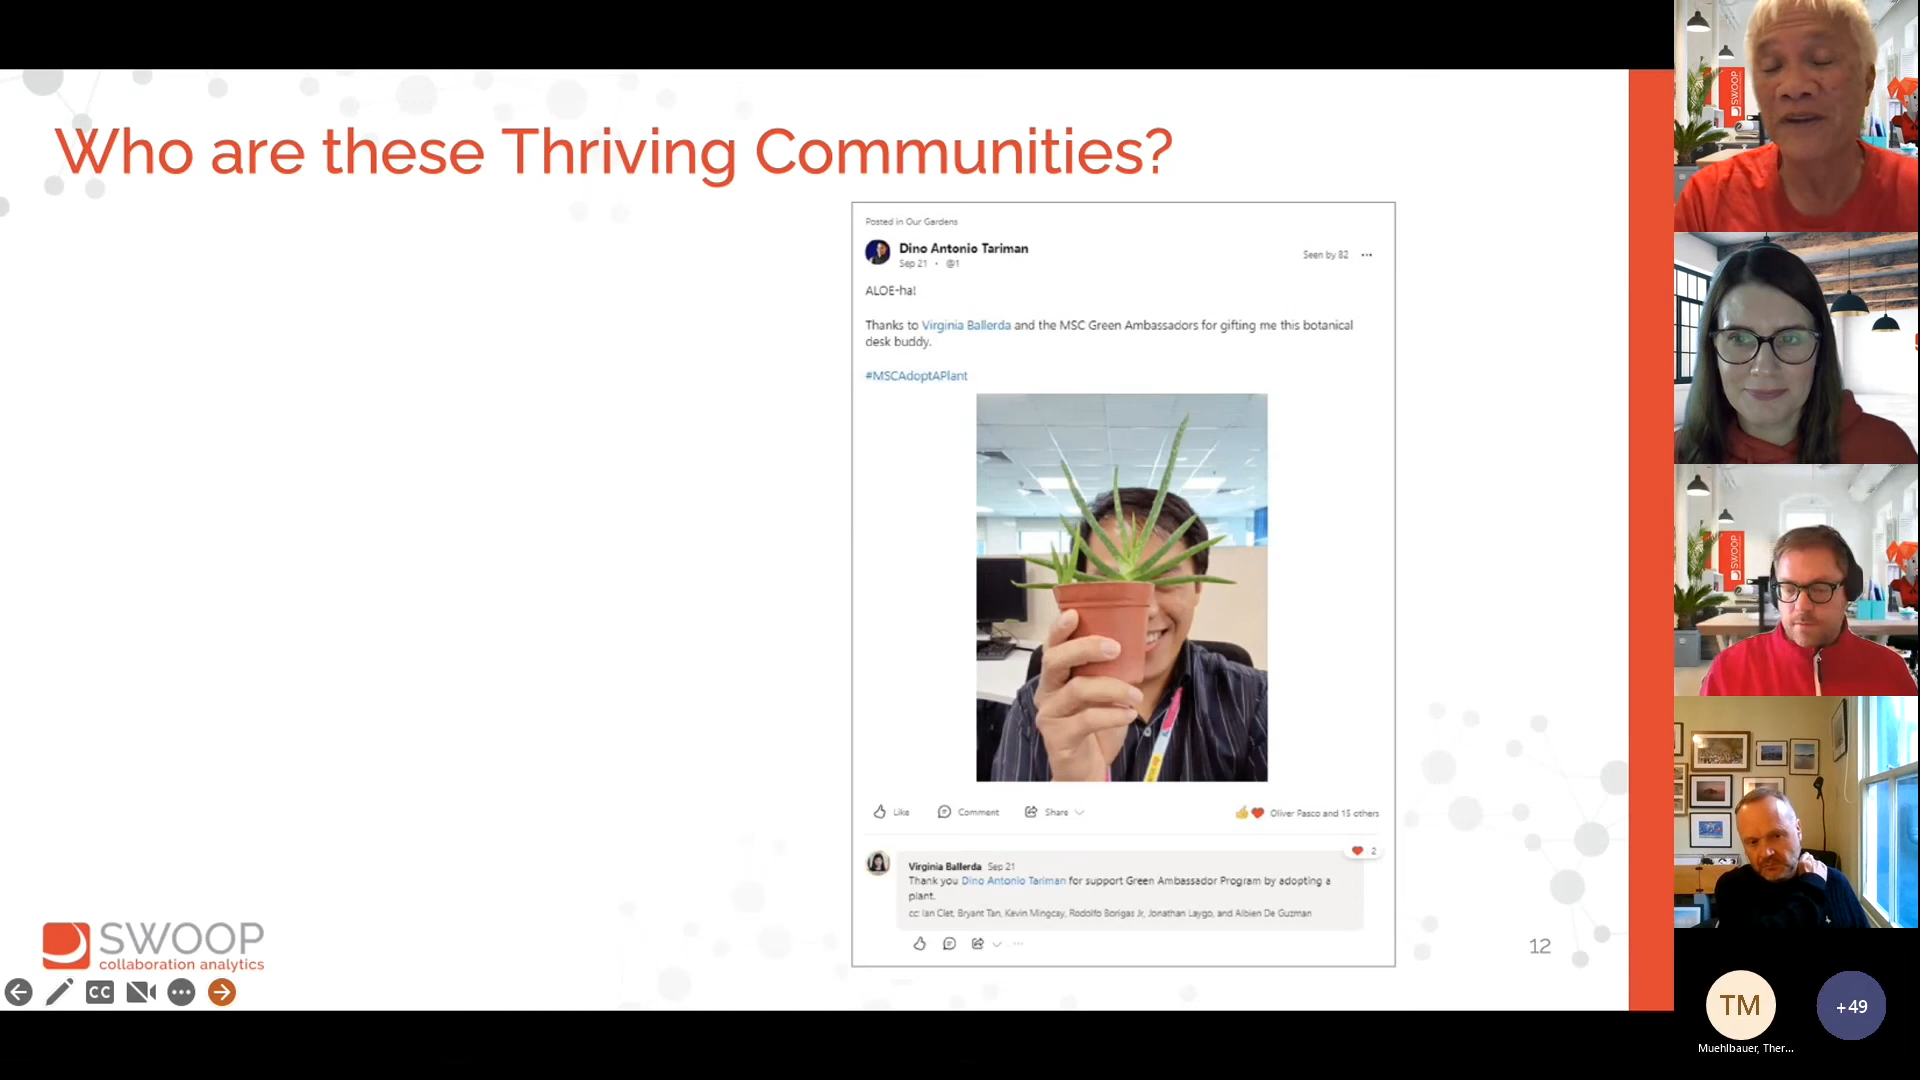 Who are these Thriving Communities?
Posted in Our Gardens
Dino Antonio Tariman
Sep 21 • @1
Seen by 82
ALOE-ha!
Thanks to Virginia Ballerda and the MSC Green Ambassadors for gifting me this botanical
desk buddy.
#MSCAdoptAPlant
Like Comment Share
Oliver Pasco and 15 others
2
Virginia Ballerda Sep 21
Thank you Dino Antonio Tariman for support Green Ambassador Program by adopting a
plant.
cc: Ian Clet, Bryant Tan, Kevin Mingcay, Rodolfo Borigas Jr, Jonathan Laygo, and Albien De Guzman
SWOOP
collaboration analytics
12
CC
SWOOP
SWOOP
TM
+49
Muehlbauer, Ther...